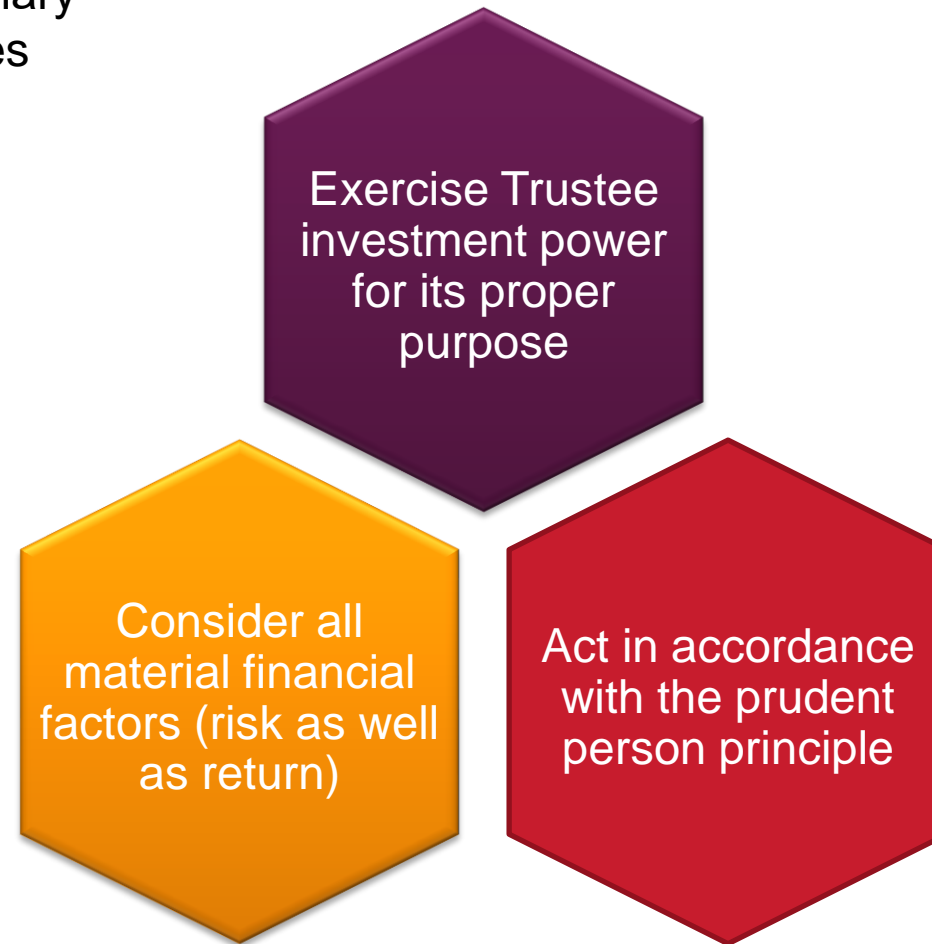 Exercise Trustee
investment power
for its proper
purpose
Consider all
material financial
factors (risk as well
as return)
Act in accordance
with the prudent
person principle